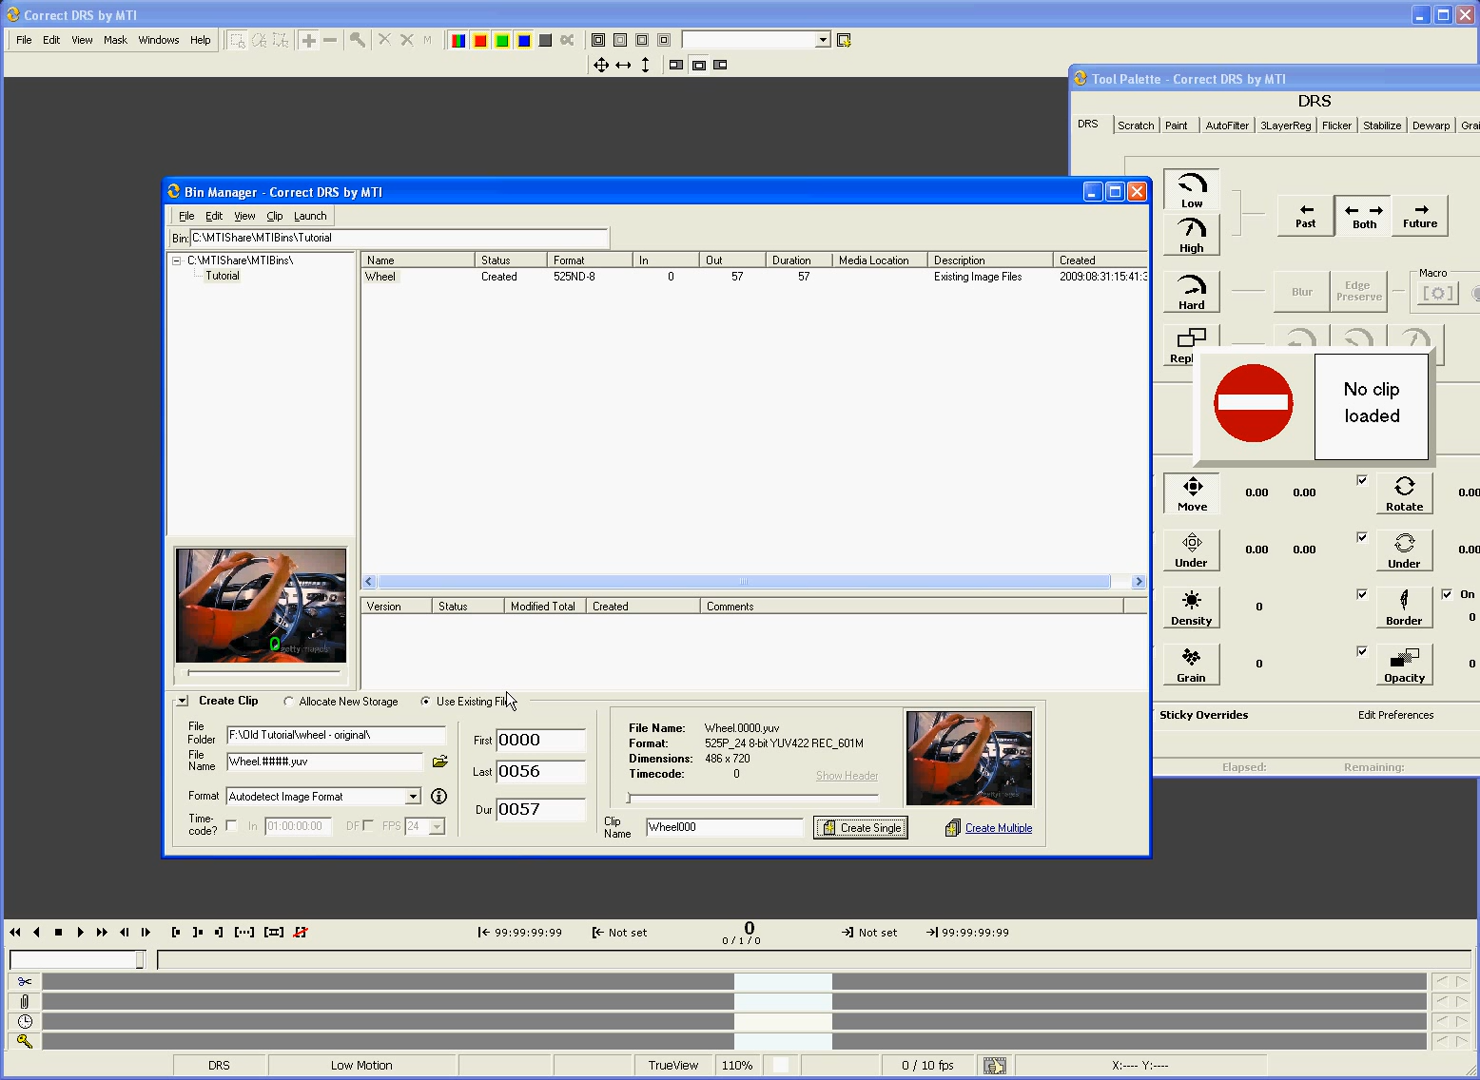 Correct DRS by MTI
File Edit View Mask Windows Help
M
Tool Palette - Correct DRS by MTI
DRS
DRS Scratch Paint AutoFilter 3LayerReg Flicker Stabilize Dewarp Grai
Low
High
Past Both Future
Hard
Blur
Edge Preserve
Macro
Repl
No clip loaded
Move 0.00 0.00 Rotate 0.00
Under 0.00 0.00 Under 0.00
Density 0 Border On 0
Grain 0 Opacity 0
Sticky Overrides Edit Preferences
Elapsed: Remaining:
Bin Manager - Correct DRS by MTI
File Edit View Clip Launch
Bin: C:\MTIShare\MTIBins\Tutorial
C:\MTIShare\MTIBins\
Tutorial
Name Status Format In Out Duration Media Location Description Created
Wheel Created 525ND-8 0 57 57 Existing Image Files 2009:08:31:15:41:3
0
gettyimages
Version Status Modified Total Created Comments
Create Clip Allocate New Storage Use Existing Fil
File Folder F:\Old Tutorial\wheel - original\
File Name Wheel.####.yuv
Format Autodetect Image Format
Time-code? In 01:00:00:00 DF FPS 24
First 0000
Last 0056
Dur 0057
File Name: Wheel.0000.yuv
Format: 525P_24 8-bit YUV422 REC_601M
Dimensions: 486 x 720
Timecode: 0 Show Header
Clip Name Wheel000 Create Single Create Multiple
99:99:99:99 Not set 0 Not set 99:99:99:99
0 / 1 / 0
DRS Low Motion TrueView 110% 0 / 10 fps X:---- Y:----